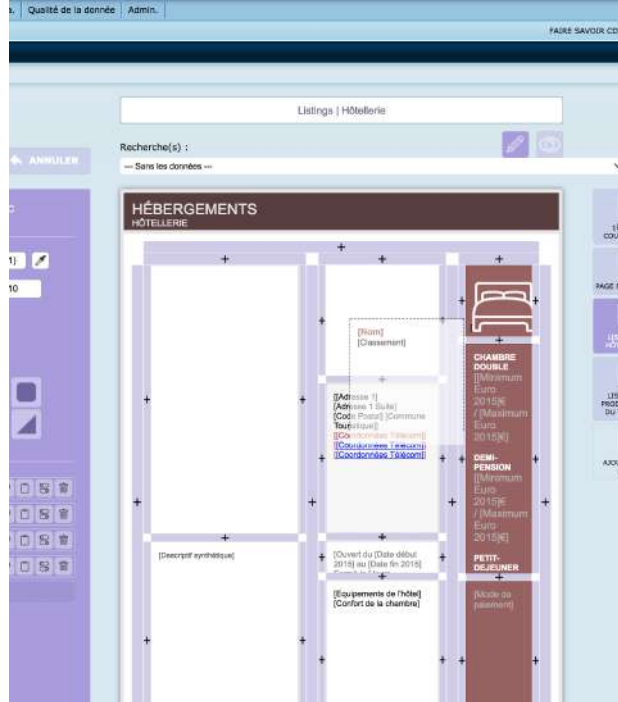 Qualité de la donnée
Admin.
FAIRE SAVOIR
Listings | Hôtellerie
Recherche(s) :
--- Sans les données ---
ANNULER
HÉBERGEMENTS
HÔTELLERIE
10
[Nom]
[Classement]
[[Adresse 1]
[Adresse 1 Suite]
[Code Postal] [Commune
Touristique]]
[[Coordonnées Télécom]]
[[Coordonnées Télécom]]
[[Coordonnées Télécom]]
CHAMBRE
DOUBLE
[[Minimum
Euro
2015]€
/ [Maximum
Euro
2015]€]
DEMI-
PENSION
[[Minimum
Euro
2015]€
/ [Maximum
Euro
2015]€]
PETIT-
DEJEUNER
[Descriptif synthétique]
[Ouvert du [Date début
2015] au [Date fin 2015]
[Equipements de l'hôtel]
[Confort de la chambre]
[Mode de
paiement]
PAGE